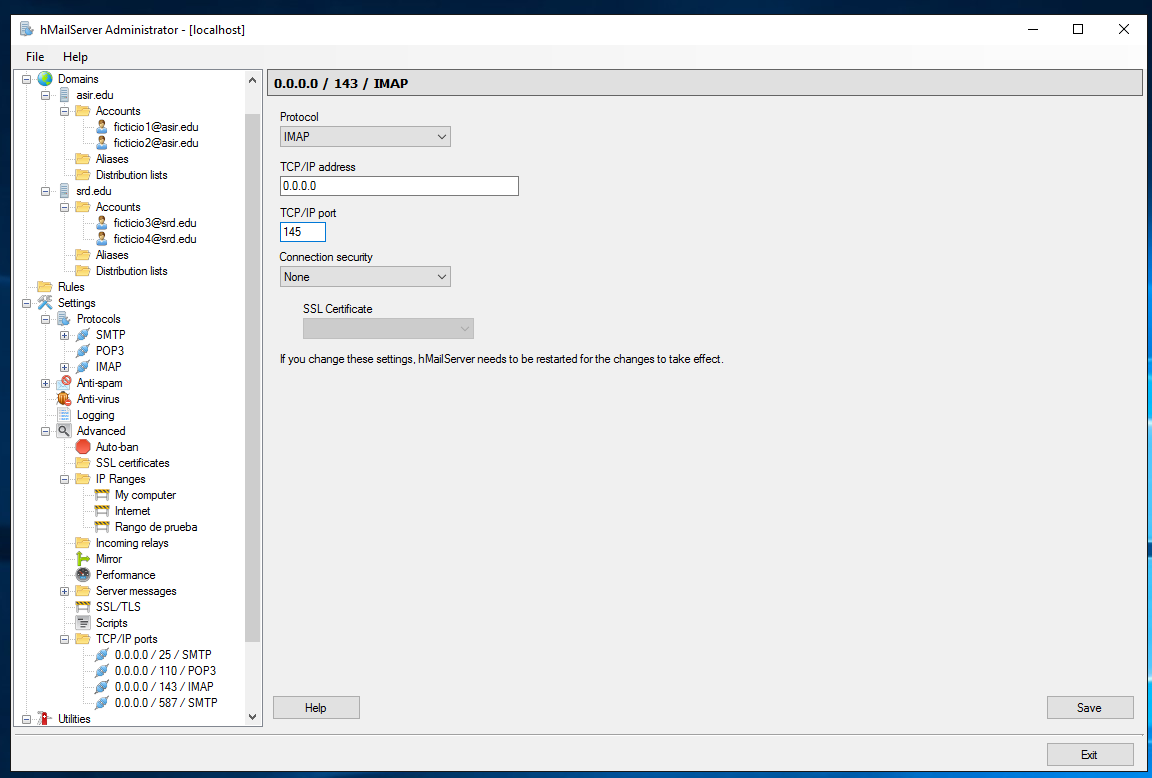 hMailServer Administrator - [localhost]
File Help
Domains
asir.edu
Accounts
ficticio1@asir.edu
ficticio2@asir.edu
Aliases
Distribution lists
srd.edu
Accounts
ficticio3@srd.edu
ficticio4@srd.edu
Aliases
Distribution lists
Rules
Settings
Protocols
SMTP
POP3
IMAP
Anti-spam
Anti-virus
Logging
Advanced
Auto-ban
SSL certificates
IP Ranges
My computer
Internet
Rango de prueba
Incoming relays
Mirror
Performance
Server messages
SSL/TLS
Scripts
TCP/IP ports
0.0.0.0 / 25 / SMTP
0.0.0.0 / 110 / POP3
0.0.0.0 / 143 / IMAP
0.0.0.0 / 587 / SMTP
Utilities
0.0.0.0 / 143 / IMAP
Protocol
IMAP
TCP/IP address
0.0.0.0
TCP/IP port
145
Connection security
None
SSL Certificate
If you change these settings, hMailServer needs to be restarted for the changes to take effect.
Help
Save
Exit